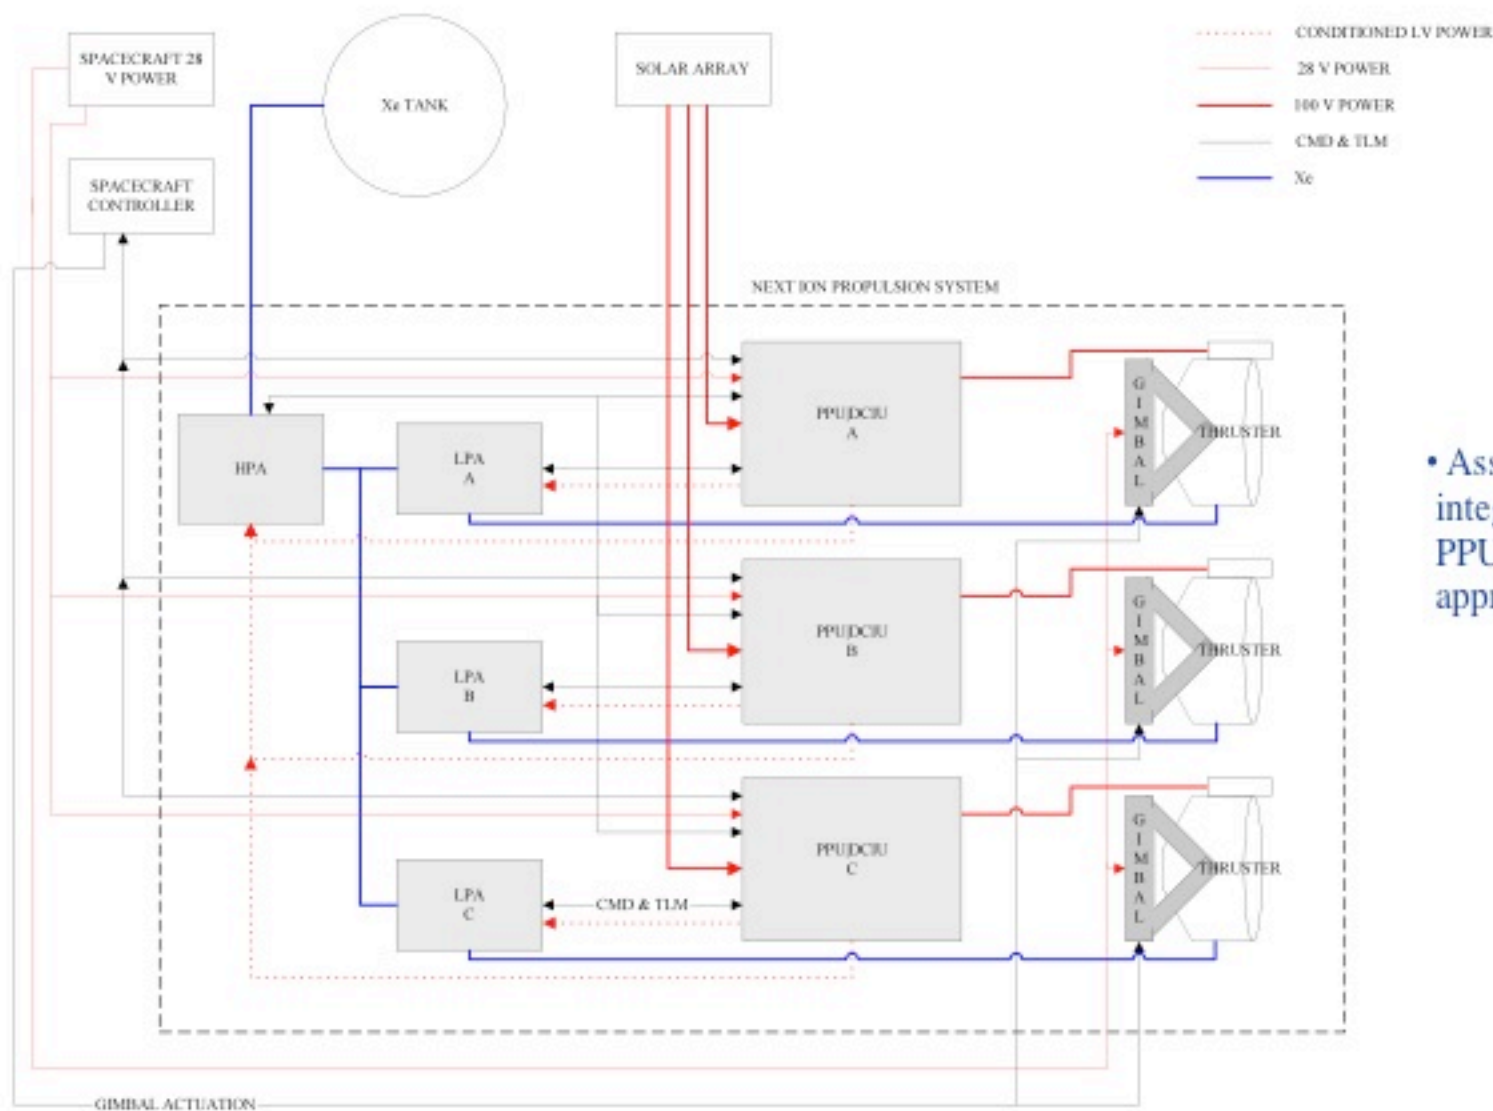 SPACECRAFT 28
V POWER
Xe TANK
SOLAR ARRAY
CONDITIONED LV POWER
28 V POWER
100 V POWER
CMD & TLM
Xe
SPACECRAFT
CONTROLLER
NEXT ION PROPULSION SYSTEM
HPA
LPA
A
PPU/DCIU
A
GIMBAL
THRUSTER
LPA
B
PPU/DCIU
B
GIMBAL
THRUSTER
LPA
C
CMD & TLM
PPU/DCIU
C
GIMBAL
THRUSTER
GIMBAL ACTUATION
• Ass
integ
PPU
appr